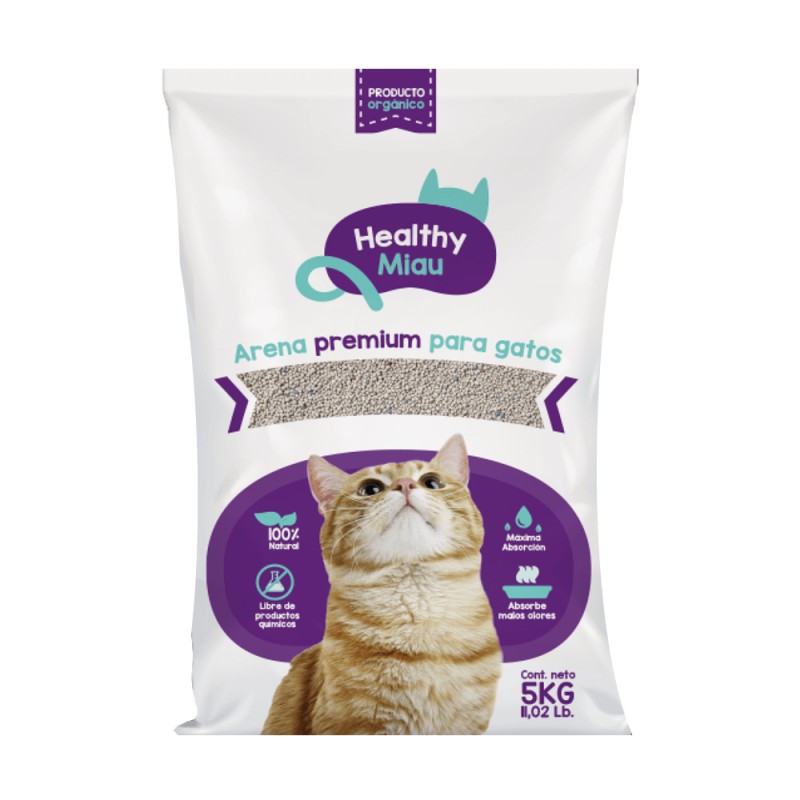 PRODUCTO
orgánico
Healthy
Miau
Arena premium para gatos
100%
Natural
Libre de
productos
químicos
Máxima
Absorción
Absorbe
malos olores
Cont. neto
5KG
11,02 Lb.